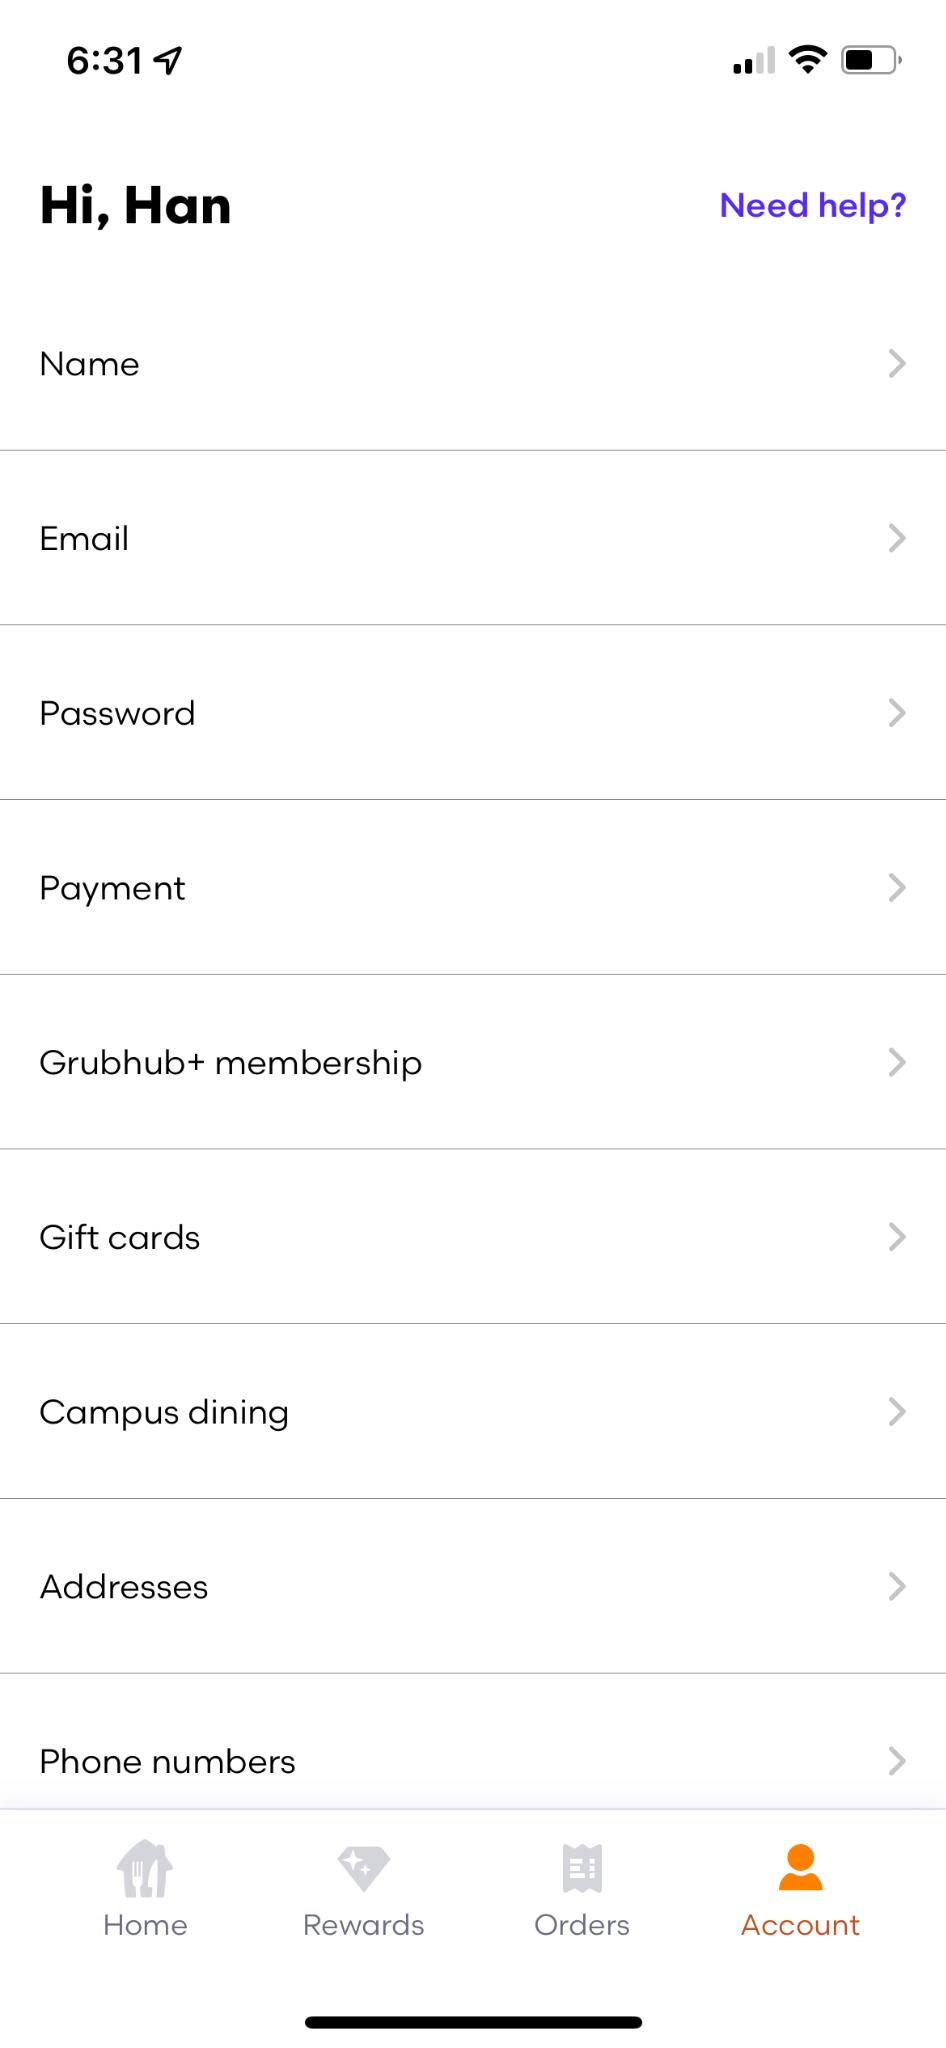 6:31
Hi, Han
Need help?
Name
Email
Password
Payment
Grubhub+ membership
Gift cards
Campus dining
Addresses
Phone numbers
Home
Rewards
Orders
Account